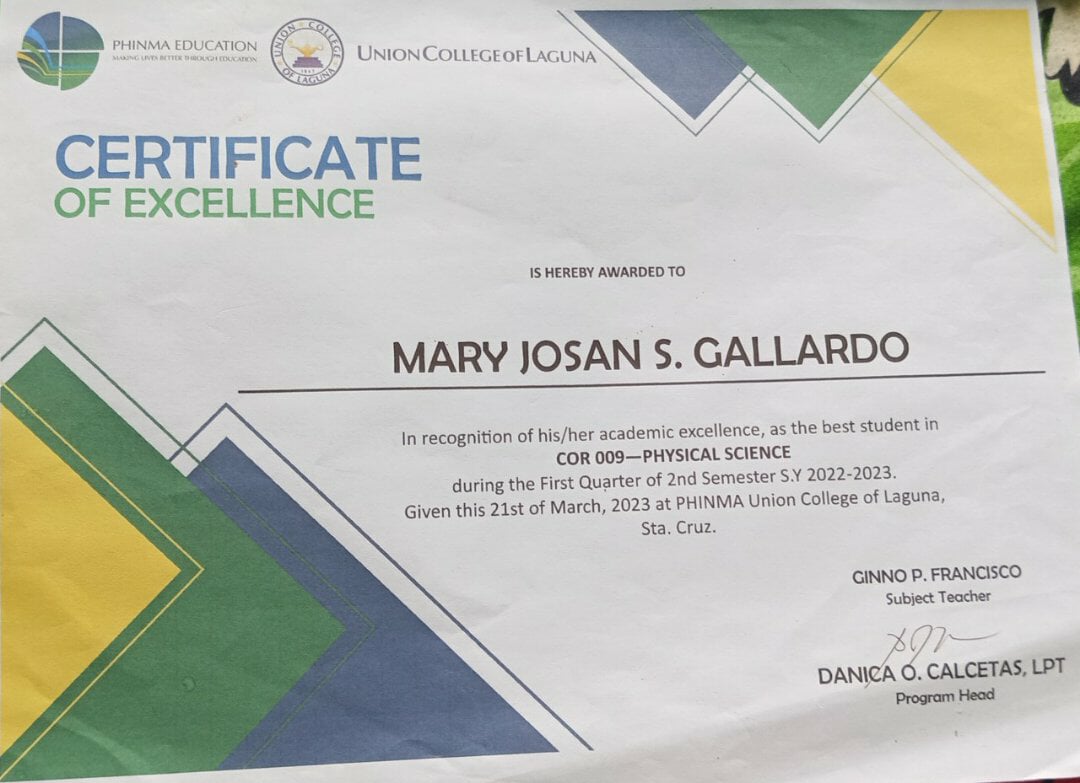 PHINMA EDUCATION
MAKING LIVES BETTER THROUGH EDUCATION
UNION COLLEGE
OF LAGUNA
1947
UNION COLLEGE OF LAGUNA
CERTIFICATE
OF EXCELLENCE
IS HEREBY AWARDED TO
MARY JOSAN S. GALLARDO
In recognition of his/her academic excellence, as the best student in
COR 009—PHYSICAL SCIENCE
during the First Quarter of 2nd Semester S.Y 2022-2023.
Given this 21st of March, 2023 at PHINMA Union College of Laguna,
Sta. Cruz.
GINNO P. FRANCISCO
Subject Teacher
DANICA O. CALCETAS, LPT
Program Head